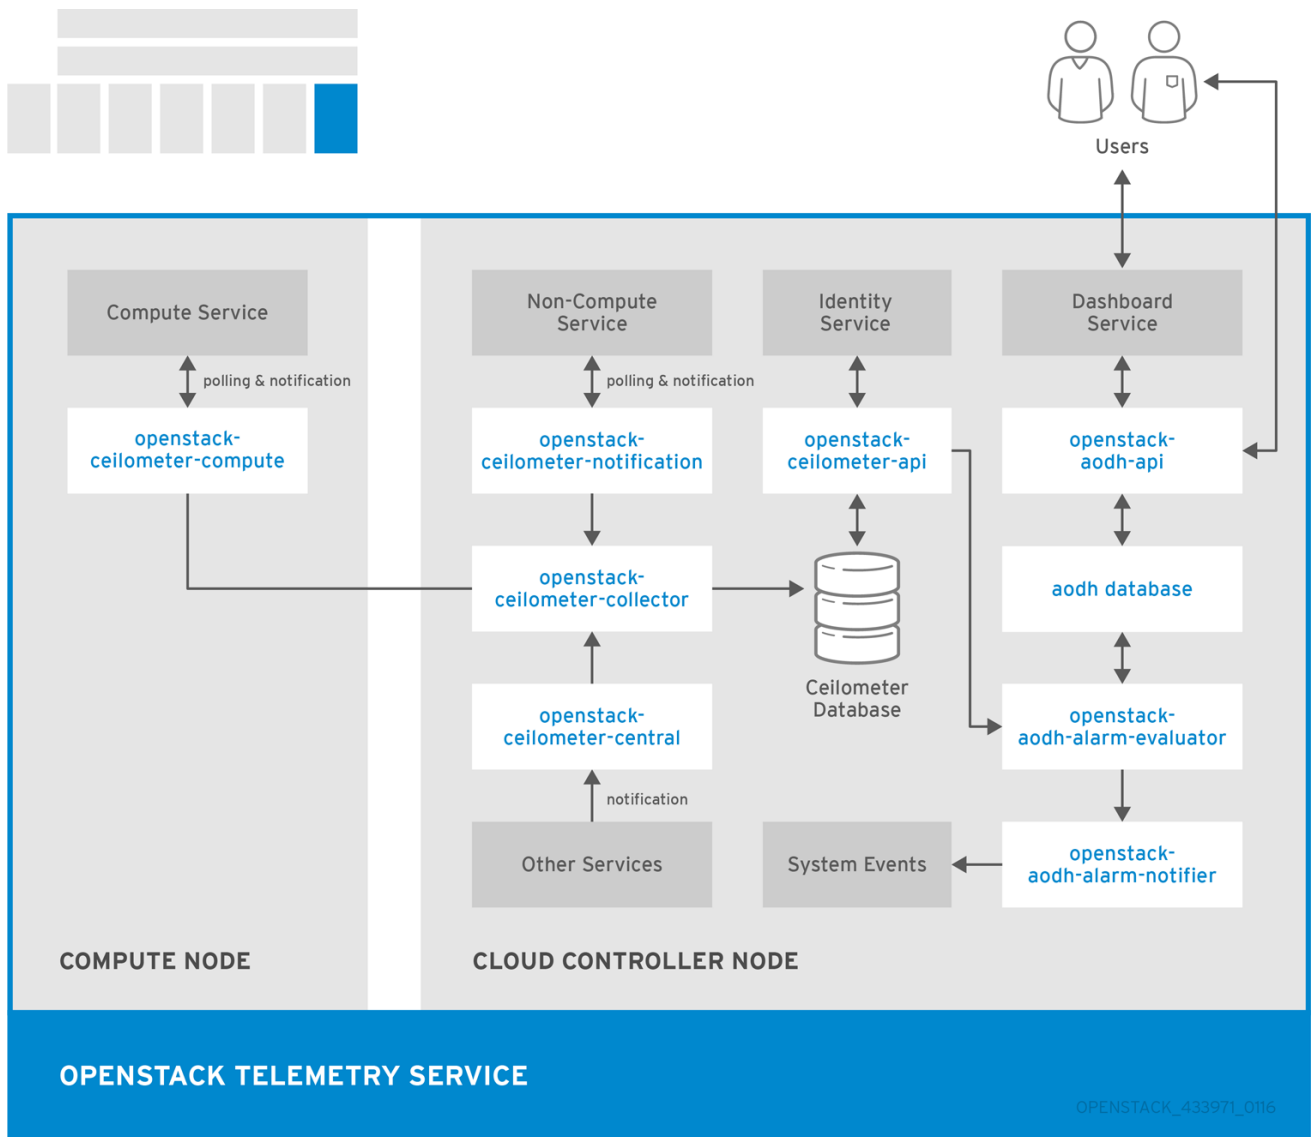 Users
Compute Service
polling & notification
openstack-
ceilometer-compute
Non-Compute
Service
polling & notification
openstack-
ceilometer-notification
openstack-
ceilometer-collector
openstack-
ceilometer-central
notification
Other Services
Identity
Service
openstack-
ceilometer-api
Ceilometer
Database
System Events
Dashboard
Service
openstack-
aodh-api
aodh database
openstack-
aodh-alarm-evaluator
openstack-
aodh-alarm-notifier
COMPUTE NODE
CLOUD CONTROLLER NODE
OPENSTACK TELEMETRY SERVICE
OPENSTACK_433971_0116